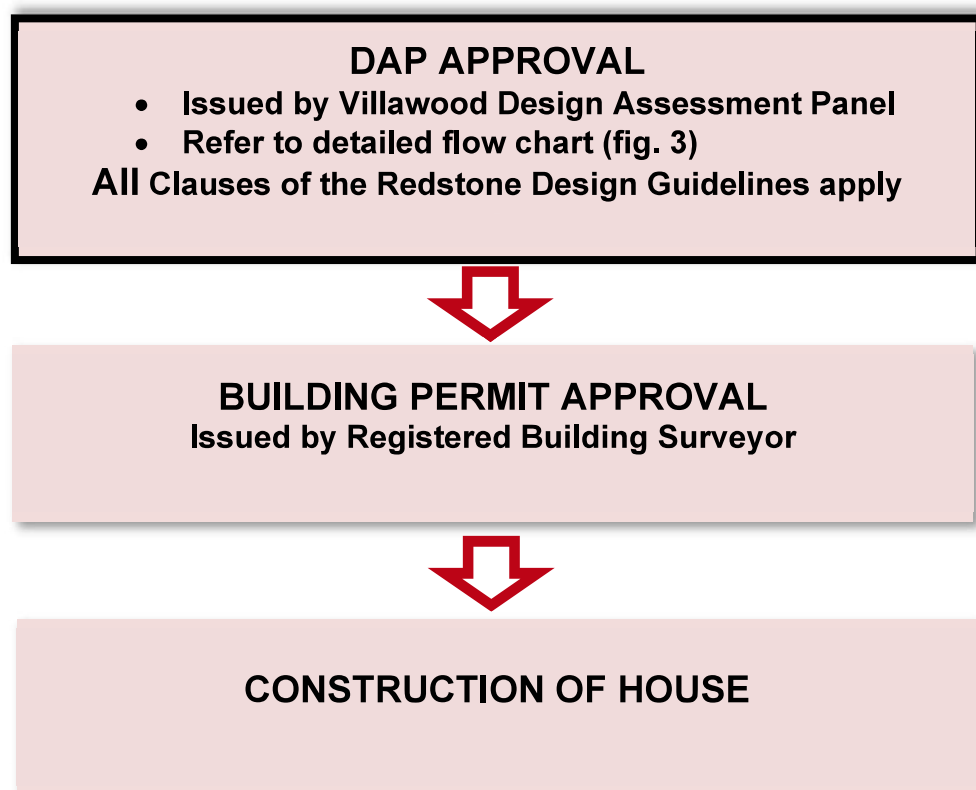 DAP APPROVAL
• Issued by Villawood Design Assessment Panel
• Refer to detailed flow chart (fig. 3)
All Clauses of the Redstone Design Guidelines apply
BUILDING PERMIT APPROVAL
Issued by Registered Building Surveyor
CONSTRUCTION OF HOUSE